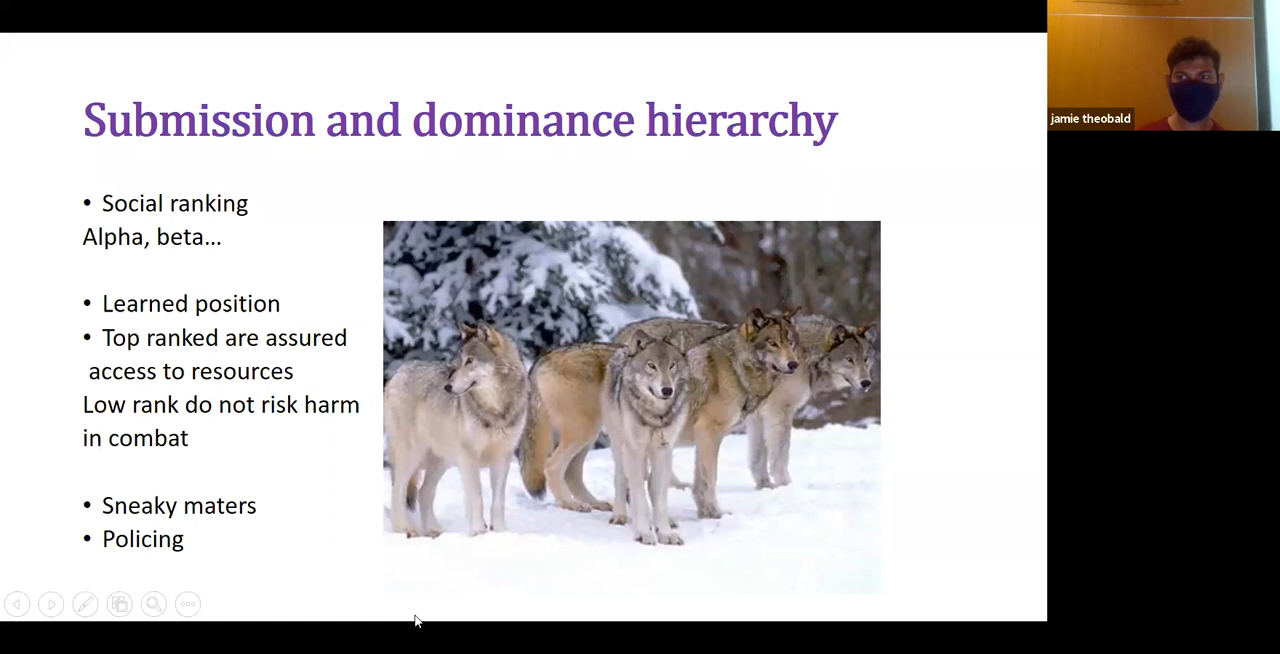 Submission and dominance hierarchy
• Social ranking
Alpha, beta...
• Learned position
• Top ranked are assured
access to resources
Low rank do not risk harm
in combat
• Sneaky maters
• Policing
jamie theobald